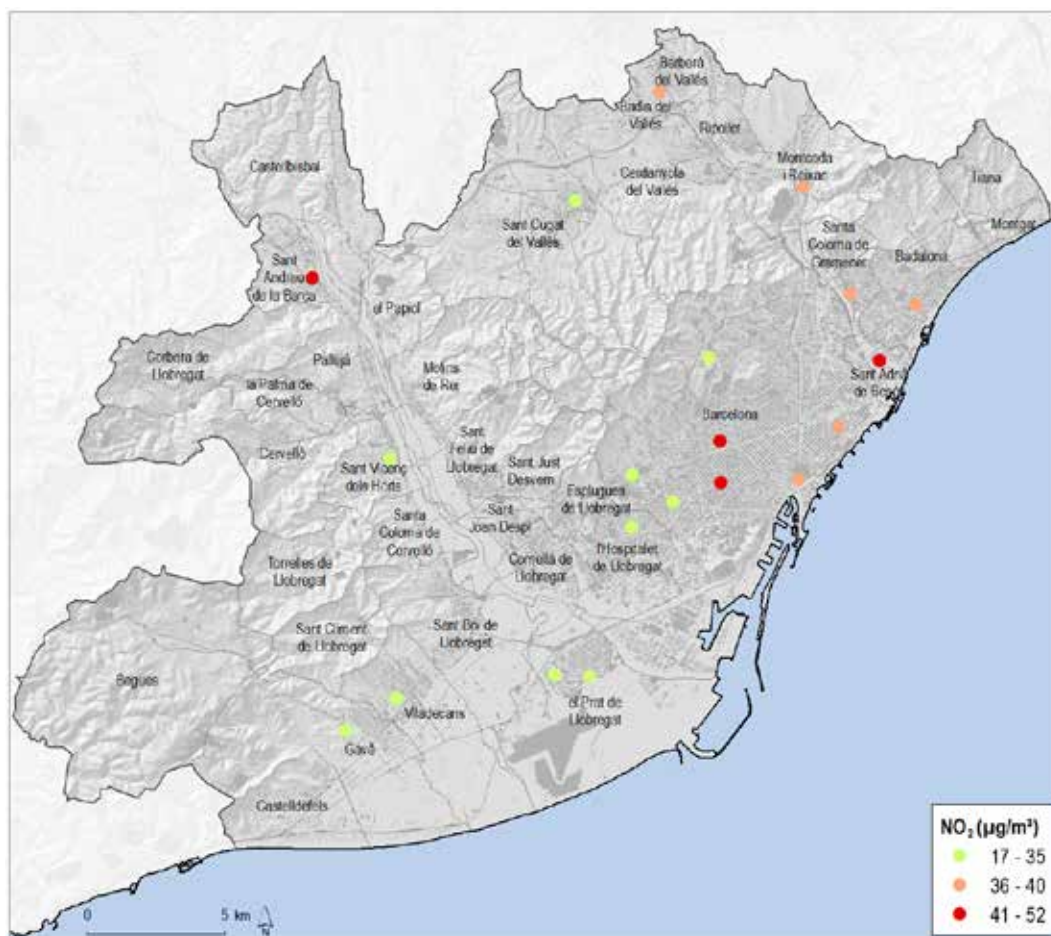 Barberà
del Vallès
Badia del
Vallès
Ripollet
Castellbisbal
Cerdanyola
del Vallès
Montcada
i Reixac
Tiana
Montgat
Sant Cugat
del Vallès
Santa
Coloma de
Gramenet
Badalona
Sant
Andreu
de la Barca
el Papiol
Corbera de
Llobregat
Pallejà
Molins
de Rei
Sant Adrià
de Besòs
la Palma de
Cervelló
Barcelona
Cervelló
Sant Vicenç
dels Horts
Sant
Feliu de
Llobregat
Sant Just
Desvern
Esplugues
de Llobregat
Santa
Coloma de
Cervelló
Sant
Joan Despí
Torrelles de
Llobregat
Cornellà de
Llobregat
l'Hospitalet
de Llobregat
Sant Climent
de Llobregat
Sant Boi de
Llobregat
Begues
Viladecans
el Prat de
Llobregat
Gavà
Castelldefels
NO₂ (µg/m³)
17 - 35
36 - 40
41 - 52
0 5 km
N